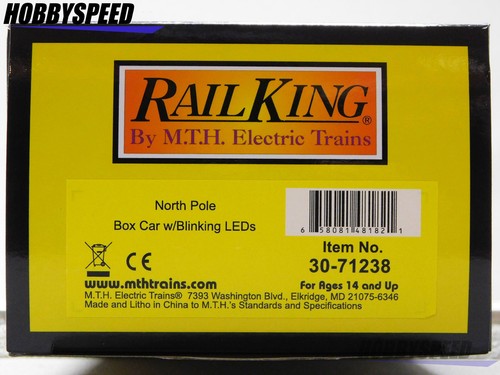 HOBBYSPEED
RAILKING®
By M.T.H. Electric Trains
North Pole
Box Car w/Blinking LEDs
6 58081 48182 1
Item No.
30-71238
CE
www.mthtrains.com
For Ages 14 and Up
M.T.H. Electric Trains® 7393 Washington Blvd., Elkridge, MD 21075-6346
Made and Litho in China to M.T.H.'s Standards and Specifications
HOBBYSPEED